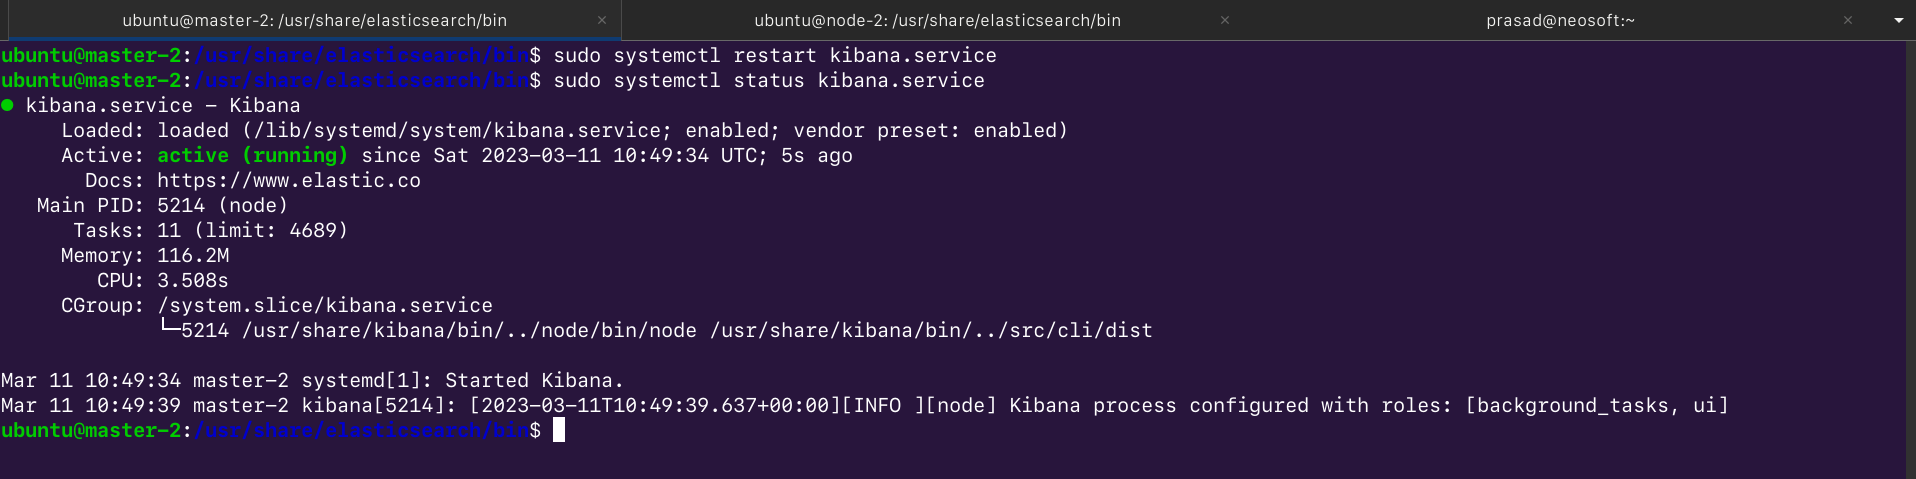 ubuntu@master-2: /usr/share/elasticsearch/bin × ubuntu@node-2: /usr/share/elasticsearch/bin × prasad@neosoft:~ ×
ubuntu@master-2:/usr/share/elasticsearch/bin$ sudo systemctl restart kibana.service
ubuntu@master-2:/usr/share/elasticsearch/bin$ sudo systemctl status kibana.service
● kibana.service - Kibana
Loaded: loaded (/lib/systemd/system/kibana.service; enabled; vendor preset: enabled)
Active: active (running) since Sat 2023-03-11 10:49:34 UTC; 5s ago
Docs: https://www.elastic.co
Main PID: 5214 (node)
Tasks: 11 (limit: 4689)
Memory: 116.2M
CPU: 3.508s
CGroup: /system.slice/kibana.service
└─5214 /usr/share/kibana/bin/../node/bin/node /usr/share/kibana/bin/../src/cli/dist
Mar 11 10:49:34 master-2 systemd[1]: Started Kibana.
Mar 11 10:49:39 master-2 kibana[5214]: [2023-03-11T10:49:39.637+00:00][INFO ][node] Kibana process configured with roles: [background_tasks, ui]
ubuntu@master-2:/usr/share/elasticsearch/bin$